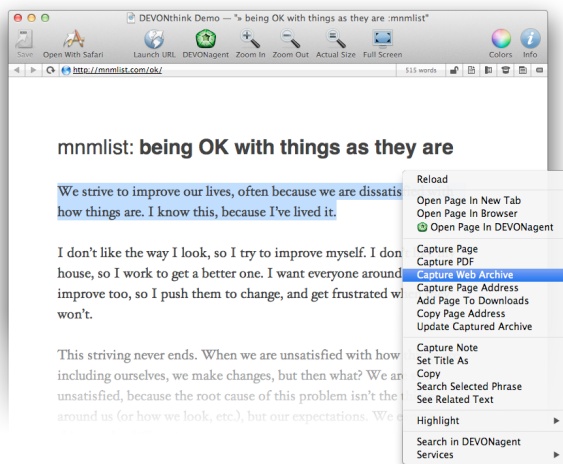 DEVONthink Demo — "» being OK with things as they are :mnmlist"
Save Open With Safari Launch URL DEVONagent Zoom In Zoom Out Actual Size Full Screen Colors Info
http://mnmlist.com/ok/ 515 words
mnmlist: being OK with things as they are
We strive to improve our lives, often because we are
how things are. I know this, because I've lived it.
I don't like the way I look, so I try to improve myself. I
house, so I work to get a better one. I want everyone around
improve too, so I push them to change, and get frustrated
won't.
This striving never ends. When we are unsatisfied with how
including ourselves, we make changes, but then what? We
unsatisfied, because the root cause of this problem isn't the
around us (or how we look, etc.), but our expectations. We
Reload
Open Page In New Tab
Open Page In Browser
Open Page In DEVONagent
Capture Page
Capture PDF
Capture Web Archive
Capture Page Address
Add Page To Downloads
Copy Page Address
Update Captured Archive
Capture Note
Set Title As
Copy
Search Selected Phrase
See Related Text
Highlight
Search in DEVONagent
Services